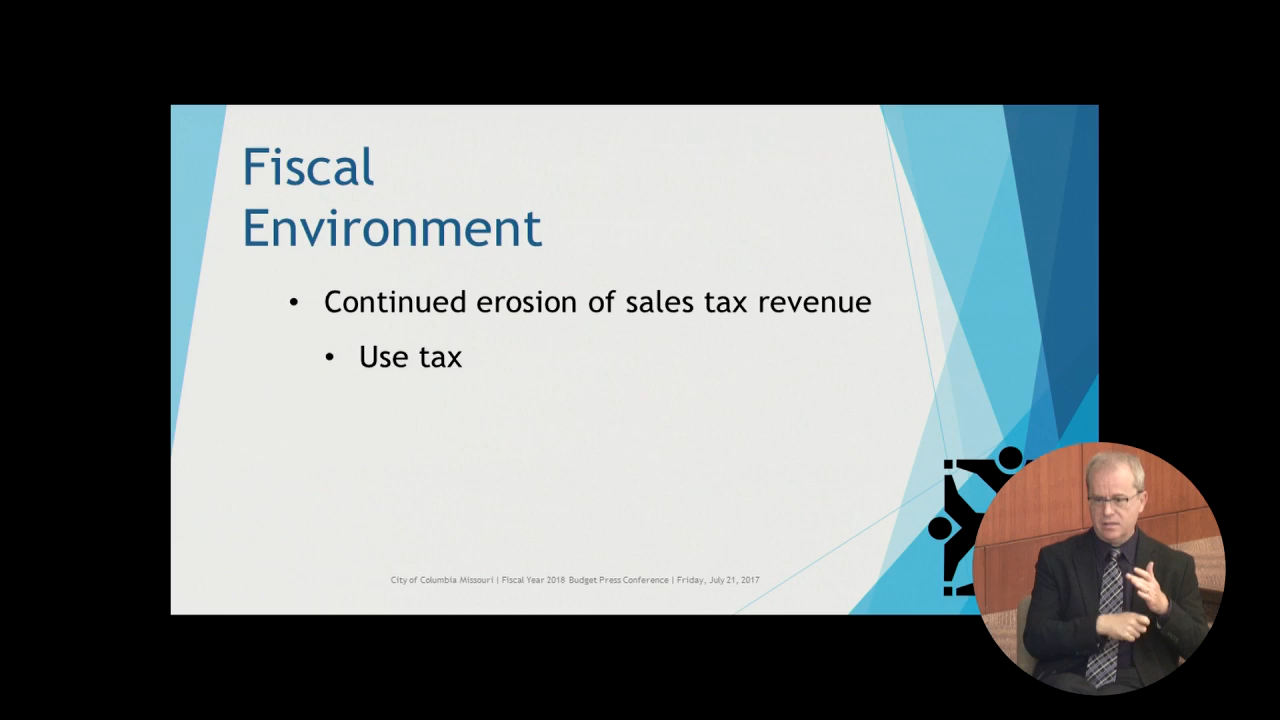 Fiscal
Environment
• Continued erosion of sales tax revenue
• Use tax
City of Columbia Missouri | Fiscal Year 2018 Budget Press Conference | Friday, July 21, 2017